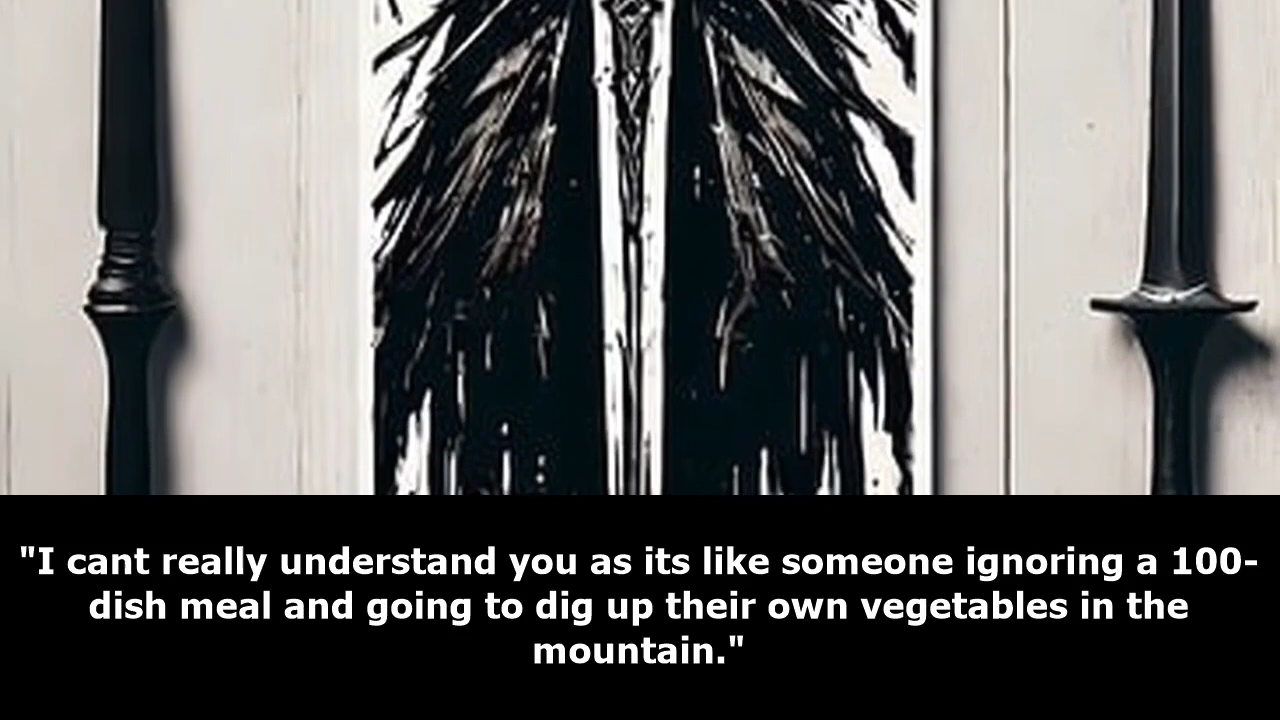 "I cant really understand you as its like someone ignoring a 100-
dish meal and going to dig up their own vegetables in the
mountain."